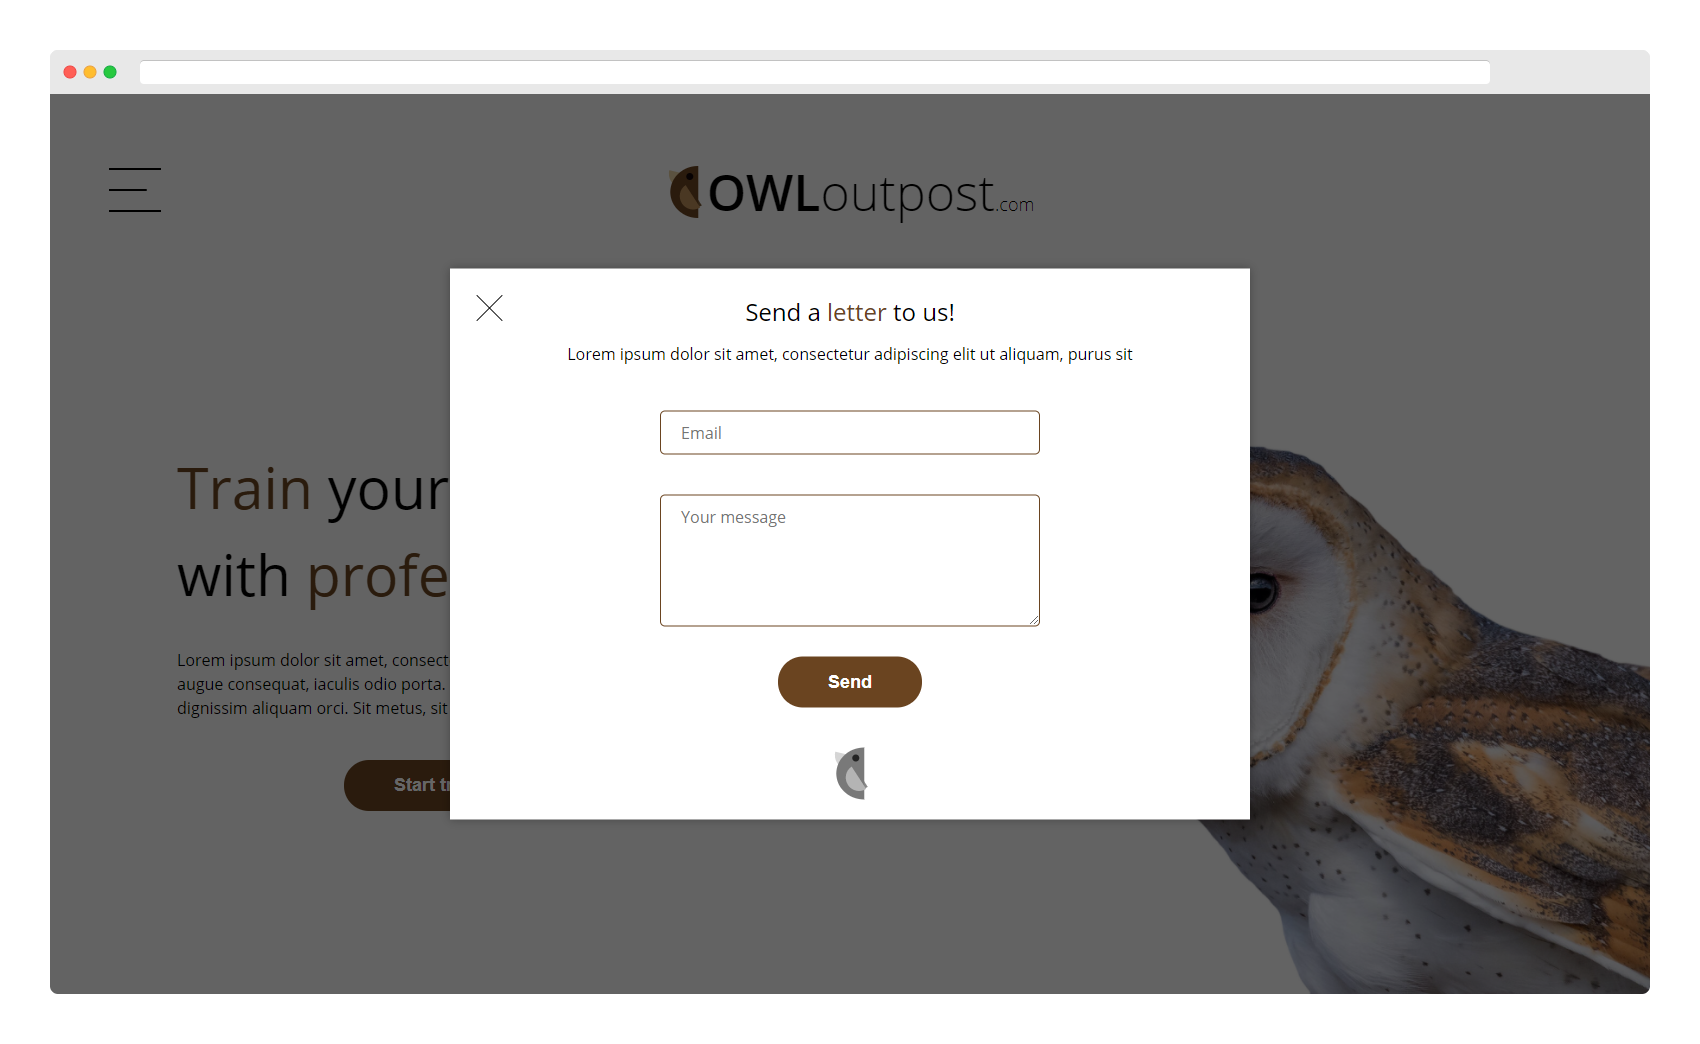 OWLoutpost.com
Send a letter to us!
Lorem ipsum dolor sit amet, consectetur adipiscing elit ut aliquam, purus sit
Email
Your message
Send
Train your
with profe
Lorem ipsum dolor sit amet, consect
augue consequat, iaculis odio porta.
dignissim aliquam orci. Sit metus, sit
Start t